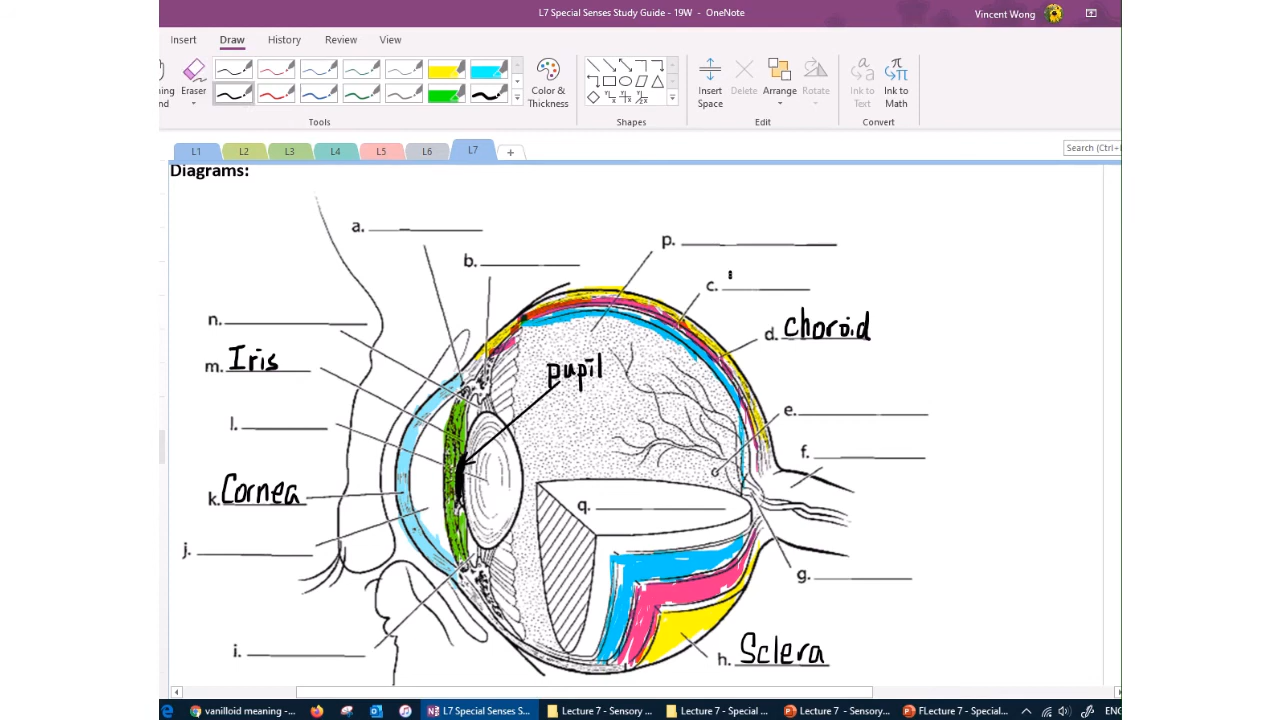 L7 Special Senses Study Guide - 19W - OneNote
Vincent Wong
Insert Draw History Review View
Eraser
Color & Thickness
Insert Space
Delete
Arrange
Rotate
Ink to Text
Ink to Math
Tools
Shapes
Edit
Convert
L1 L2 L3 L4 L5 L6 L7 +
Search (Ctrl+
Diagrams:
a.
p.
b.
c.
n.
d. choroid
m. Iris
pupil
e.
l.
f.
k. Cornea
q.
j.
g.
i.
h. Sclera
vanilloid meaning -...
L7 Special Senses S...
Lecture 7 - Sensory ...
Lecture 7 - Special ...
Lecture 7 - Sensory...
FLecture 7 - Special...
ENG